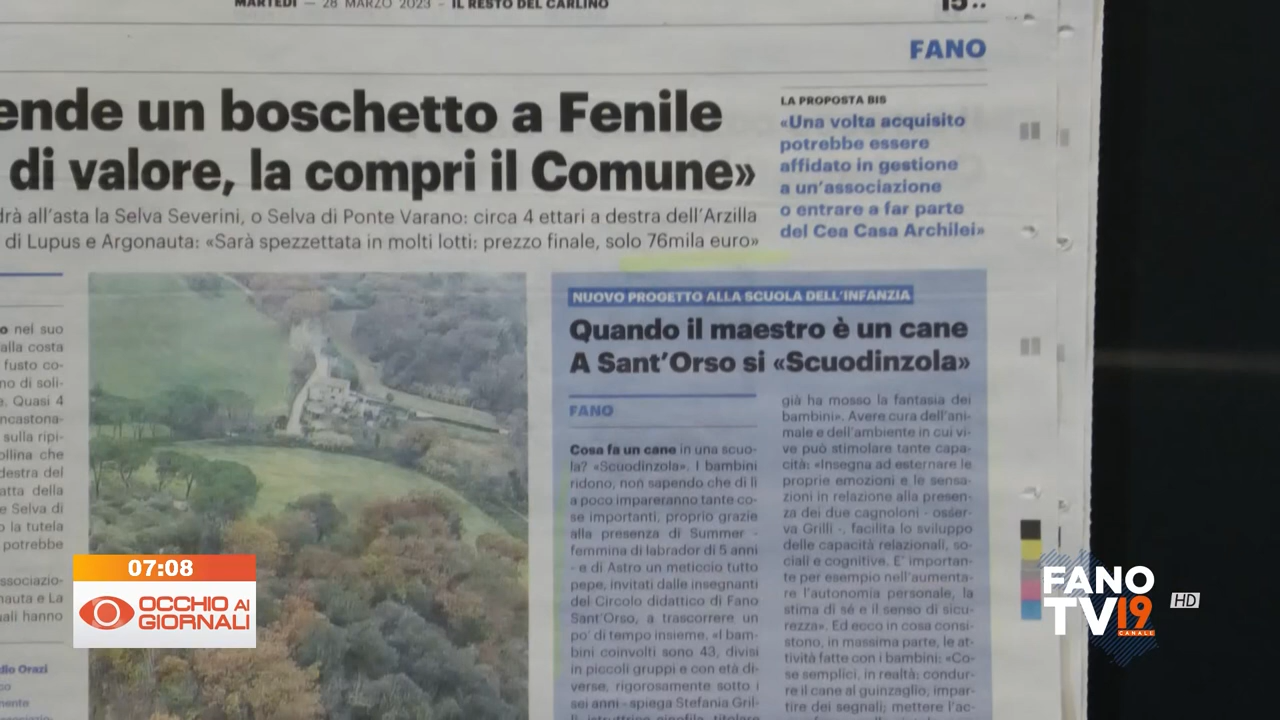 MARTEDÌ — 28 MARZO 2023 – IL RESTO DEL CARLINO
15..
FANO
ende un boschetto a Fenile
di valore, la compri il Comune»
drà all'asta la Selva Severini, o Selva di Ponte Varano: circa 4 ettari a destra dell'Arzilla
di Lupus e Argonauta: «Sarà spezzettata in molti lotti: prezzo finale, solo 76mila euro»
LA PROPOSTA BIS
«Una volta acquisito
potrebbe essere
affidato in gestione
a un'associazione
o entrare a far parte
del Cea Casa Archilei»
o nel suo
alla costa
fusto co-
no di soli-
e. Quasi 4
ncastona-
sulla ripi-
ollina che
destra del
atta della
e Selva di
o la tutela
potrebbe
ssociazio-
nauta e La
ali hanno
dio Orazi
NUOVO PROGETTO ALLA SCUOLA DELL'INFANZIA
Quando il maestro è un cane
A Sant'Orso si «Scuodinzola»
FANO
Cosa fa un cane in una scuo-
la? «Scuodinzola». I bambini
ridono, non sapendo che di lì
a poco impareranno tante co-
se importanti, proprio grazie
alla presenza di Summer -
femmina di labrador di 5 anni
- e di Astro un meticcio tutto
pepe, invitati dalle insegnanti
del Circolo didattico di Fano
Sant'Orso, a trascorrere un
po' di tempo insieme. «I bam-
bini coinvolti sono 43, divisi
in piccoli gruppi e con età di-
verse, rigorosamente sotto i
sei anni - spiega Stefania Gril-
già ha mosso la fantasia dei
bambini». Avere cura dell'ani-
male e dell'ambiente in cui vi-
ve può stimolare tante capa-
cità: «Insegna ad esternare le
proprie emozioni e le sensa-
zioni in relazione alla presen-
za dei due cagnoloni - osser-
va Grilli -, facilita lo sviluppo
delle capacità relazionali, so-
ciali e cognitive. E' importan-
te per esempio nell'aumenta-
re l'autonomia personale, la
stima di sé e il senso di sicu-
rezza». Ed ecco in cosa consi-
stono, in massima parte, le at-
tività fatte con i bambini: «Co-
se semplici, in realtà: condur-
re il cane al guinzaglio, impar-
tire dei segnali; mettere l'ac-
07:08
OCCHIO AI
GIORNALI
FANO
TV19
CANALE
HD